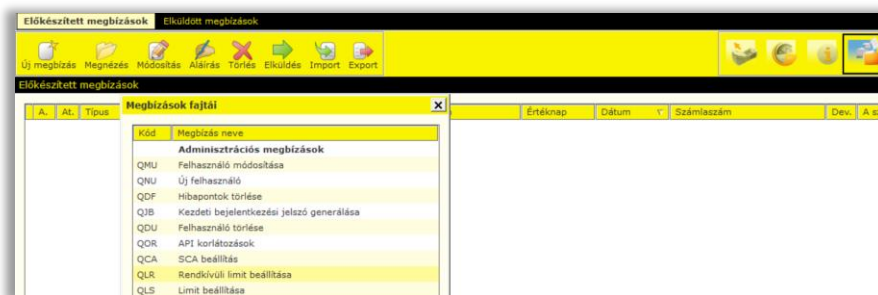 Előkészített megbízások Elküldött megbízások
Új megbízás Megnézés Módosítás Aláírás Törlés Elküldés Import Export
Előkészített megbízások
A. At. Típus Értéknap Dátum Számlaszám Dev.
Megbízások fajtái
Kód Megbízás neve
Adminisztrációs megbízások
QMU Felhasználó módosítása
QNU Új felhasználó
QDF Hibapontok törlése
QJB Kezdeti bejelentkezési jelszó generálása
QDU Felhasználó törlése
QOR API korlátozások
QCA SCA beállítás
QLR Rendkívüli limit beállítása
QLS Limit beállítása